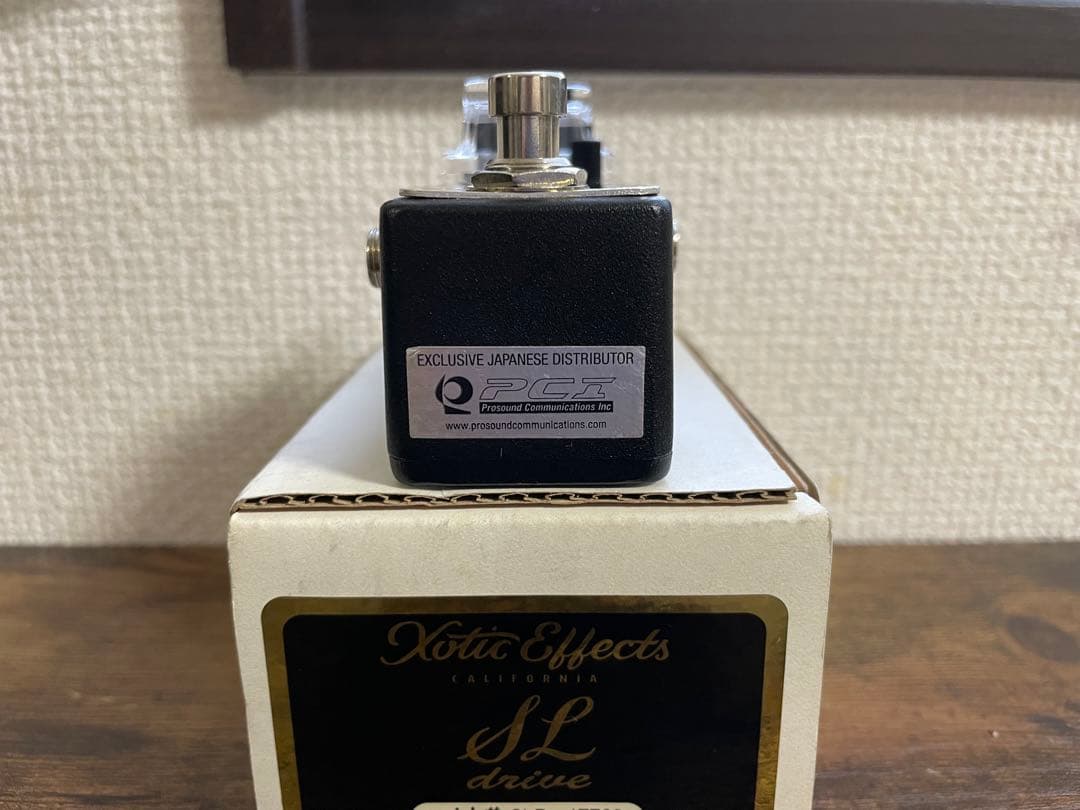 EXCLUSIVE JAPANESE DISTRIBUTOR
PCI
Prosound Communications Inc
www.prosoundcommunications.com
Xotic Effects
CALIFORNIA
SL
drive